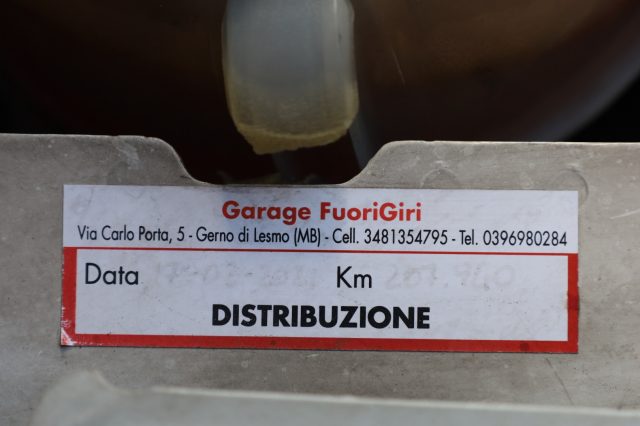 Garage FuoriGiri
Via Carlo Porta, 5 - Gerno di Lesmo (MB) - Cell. 3481354795 - Tel. 0396980284
Data Km
DISTRIBUZIONE